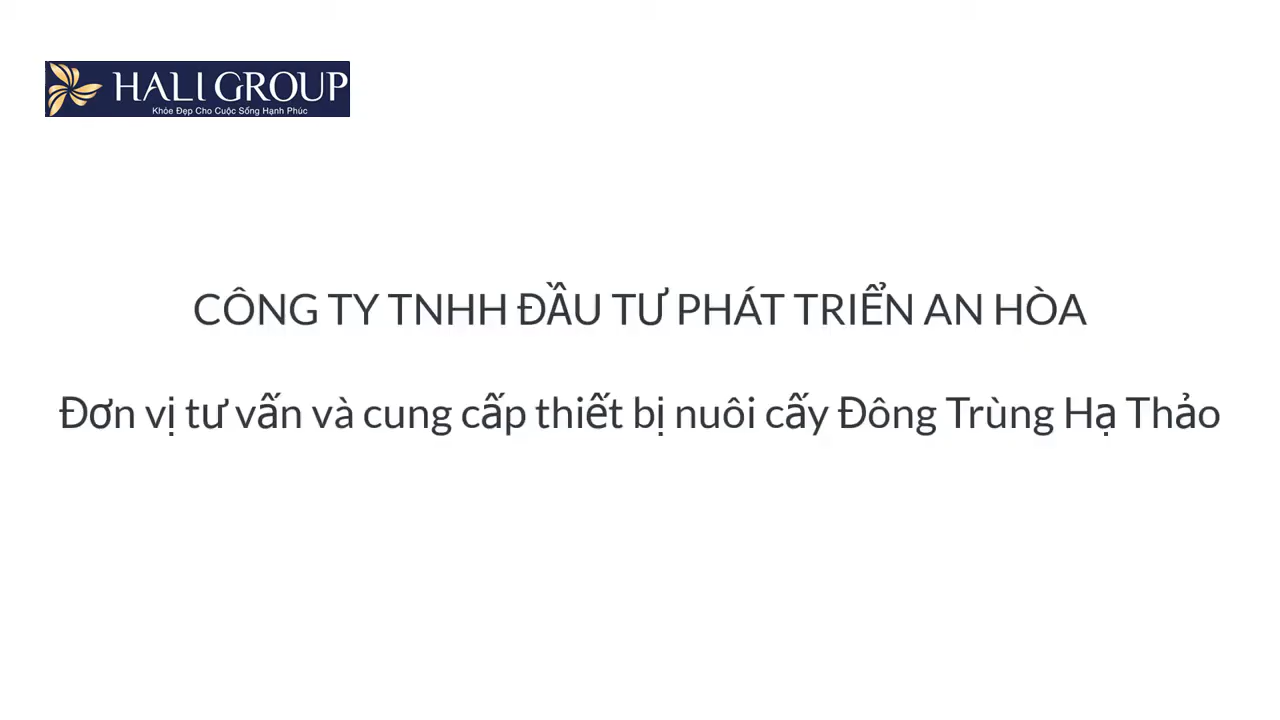 HALI GROUP
Khỏe Đẹp Cho Cuộc Sống Hạnh Phúc
CÔNG TY TNHH ĐẦU TƯ PHÁT TRIỂN AN HÒA
Đơn vị tư vấn và cung cấp thiết bị nuôi cấy Đông Trùng Hạ Thảo